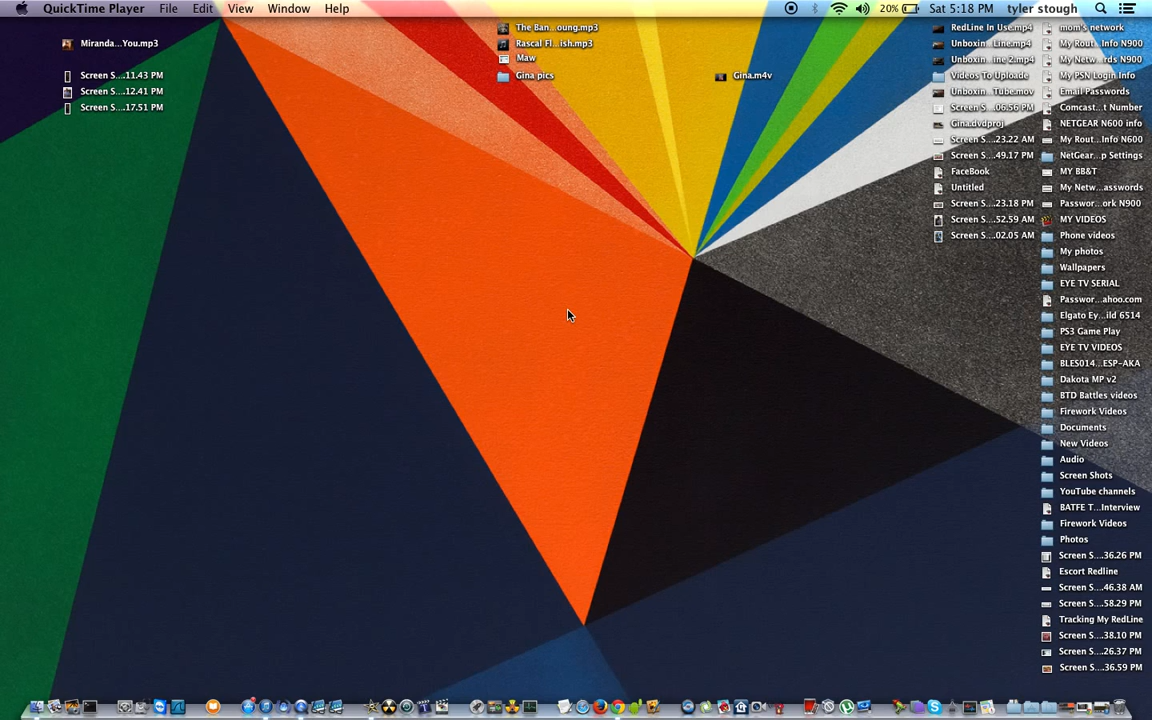 QuickTime Player File Edit View Window Help 20% Sat 5:18 PM tyler stough
Miranda...You.mp3
Screen S....11.43 PM
Screen S....12.41 PM
Screen S....17.51 PM
The Ban...oung.mp3
Rascal Fl...ish.mp3
Maw
Gina pics
Gina.m4v
RedLine In Use.mp4
Unboxin...Line.mp4
Unboxin...ine 2.mp4
Videos To Uploade
Unboxin...Tube.mov
Screen S....06.56 PM
Gina.dvdproj
Screen S....23.22 AM
Screen S....49.17 PM
FaceBook
Untitled
Screen S....23.18 PM
Screen S....52.59 AM
Screen S....02.05 AM
mom's network
My Rout...Info N900
My Netw...rds N900
My PSN Login Info
Email Passwords
Comcast...t Number
NETGEAR N600 info
My Rout...Info N600
NetGear...p Settings
MY BB&T
My Netw...asswords
Passwor...ork N900
MY VIDEOS
Phone videos
My photos
Wallpapers
EYE TV SERIAL
Passwor...ahoo.com
Elgato Ey...ild 6514
PS3 Game Play
EYE TV VIDEOS
BLES014...ESP-AKA
Dakota MP v2
BTD Battles videos
Firework Videos
Documents
New Videos
Audio
Screen Shots
YouTube channels
BATFE T...Interview
Firework Videos
Photos
Screen S....36.26 PM
Escort Redline
Screen S....46.38 AM
Screen S....58.29 PM
Tracking My RedLine
Screen S....38.10 PM
Screen S....26.37 PM
Screen S....36.59 PM